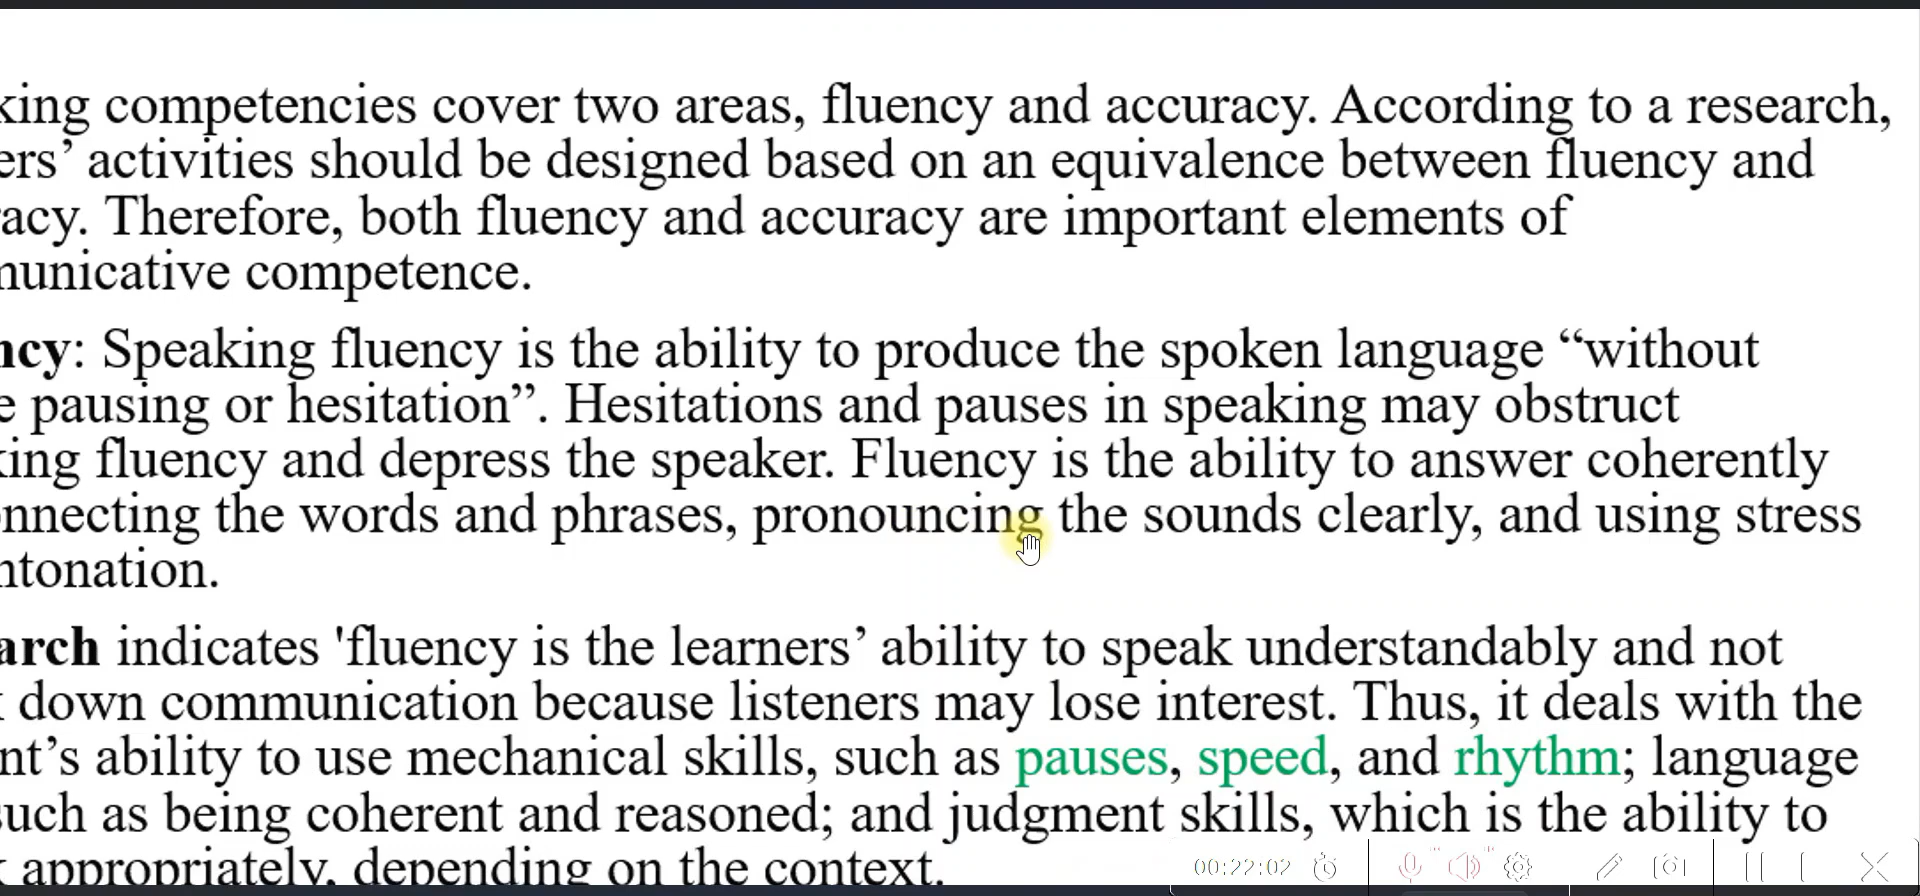 king competencies cover two areas, fluency and accuracy. According to a research,
ers’ activities should be designed based on an equivalence between fluency and
acy. Therefore, both fluency and accuracy are important elements of
unicative competence.
ncy: Speaking fluency is the ability to produce the spoken language “without
e pausing or hesitation”. Hesitations and pauses in speaking may obstruct
king fluency and depress the speaker. Fluency is the ability to answer coherently
nnecting the words and phrases, pronouncing the sounds clearly, and using stress
ntonation.
arch indicates 'fluency is the learners’ ability to speak understandably and not
down communication because listeners may lose interest. Thus, it deals with the
nt’s ability to use mechanical skills, such as pauses, speed, and rhythm; language
such as being coherent and reasoned; and judgment skills, which is the ability to
appropriately, depending on the context.
00:22:02